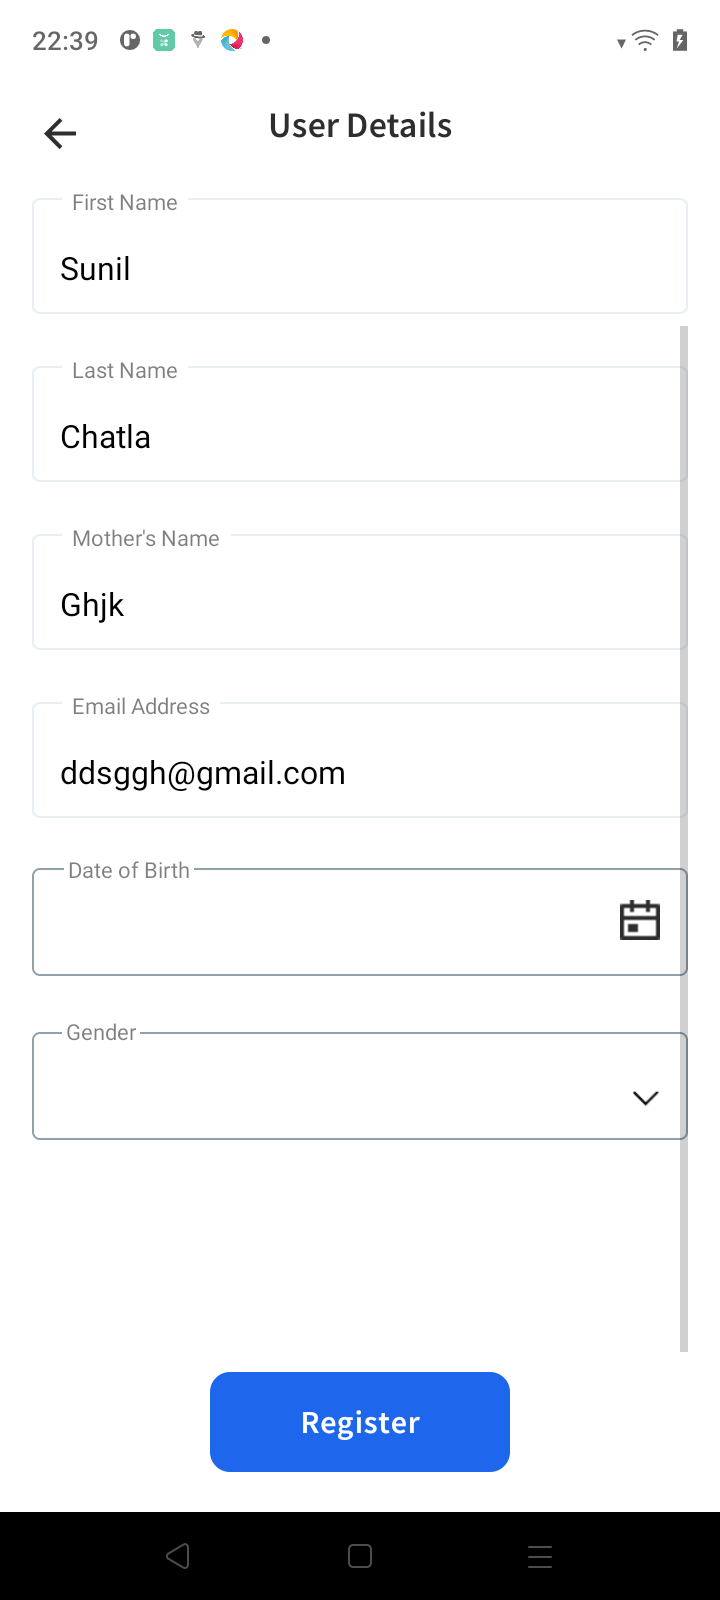 22:39
User Details
First Name
Sunil
Last Name
Chatla
Mother's Name
Ghjk
Email Address
ddsggh@gmail.com
Date of Birth
Gender
Register